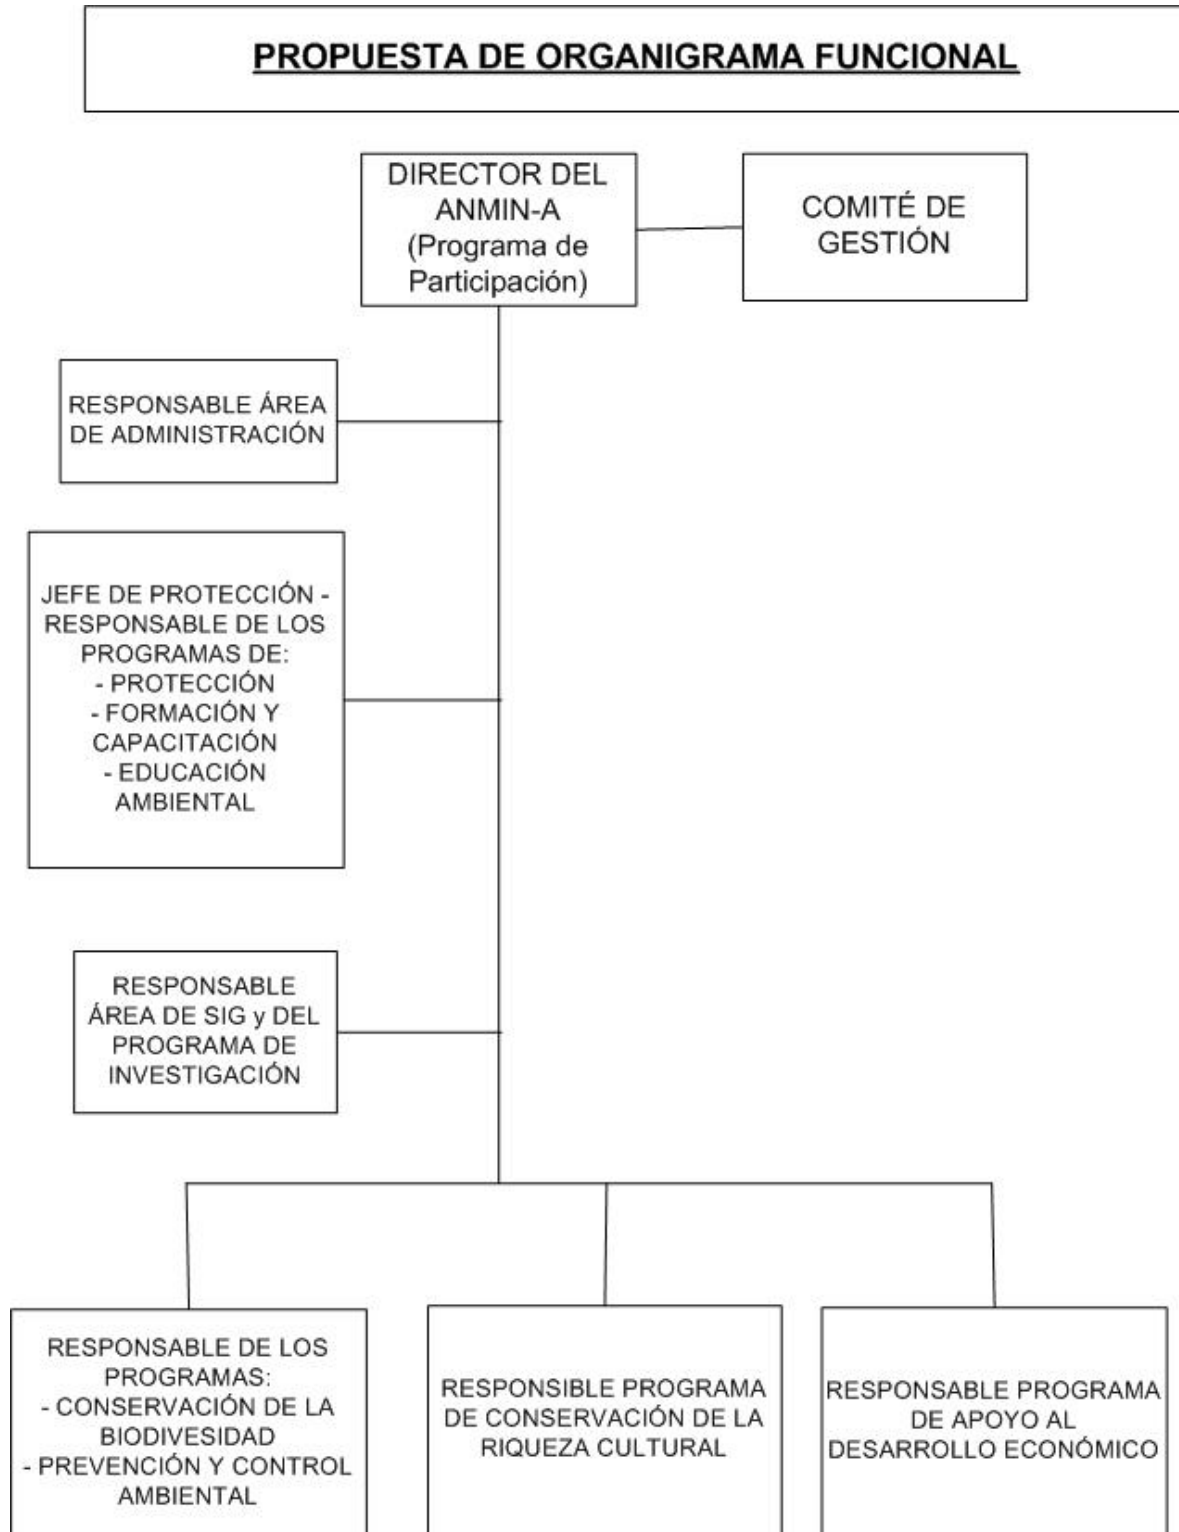 PROPUESTA DE ORGANIGRAMA FUNCIONAL
DIRECTOR DEL
ANMIN-A
(Programa de
Participación)
COMITÉ DE
GESTIÓN
RESPONSABLE ÁREA
DE ADMINISTRACIÓN
JEFE DE PROTECCIÓN -
RESPONSABLE DE LOS
PROGRAMAS DE:
- PROTECCIÓN
- FORMACIÓN Y
CAPACITACIÓN
- EDUCACIÓN
AMBIENTAL
RESPONSABLE
ÁREA DE SIG y DEL
PROGRAMA DE
INVESTIGACIÓN
RESPONSABLE DE LOS
PROGRAMAS:
- CONSERVACIÓN DE LA
BIODIVESIDAD
- PREVENCIÓN Y CONTROL
AMBIENTAL
RESPONSIBLE PROGRAMA
DE CONSERVACIÓN DE LA
RIQUEZA CULTURAL
RESPONSABLE PROGRAMA
DE APOYO AL
DESARROLLO ECONÓMICO